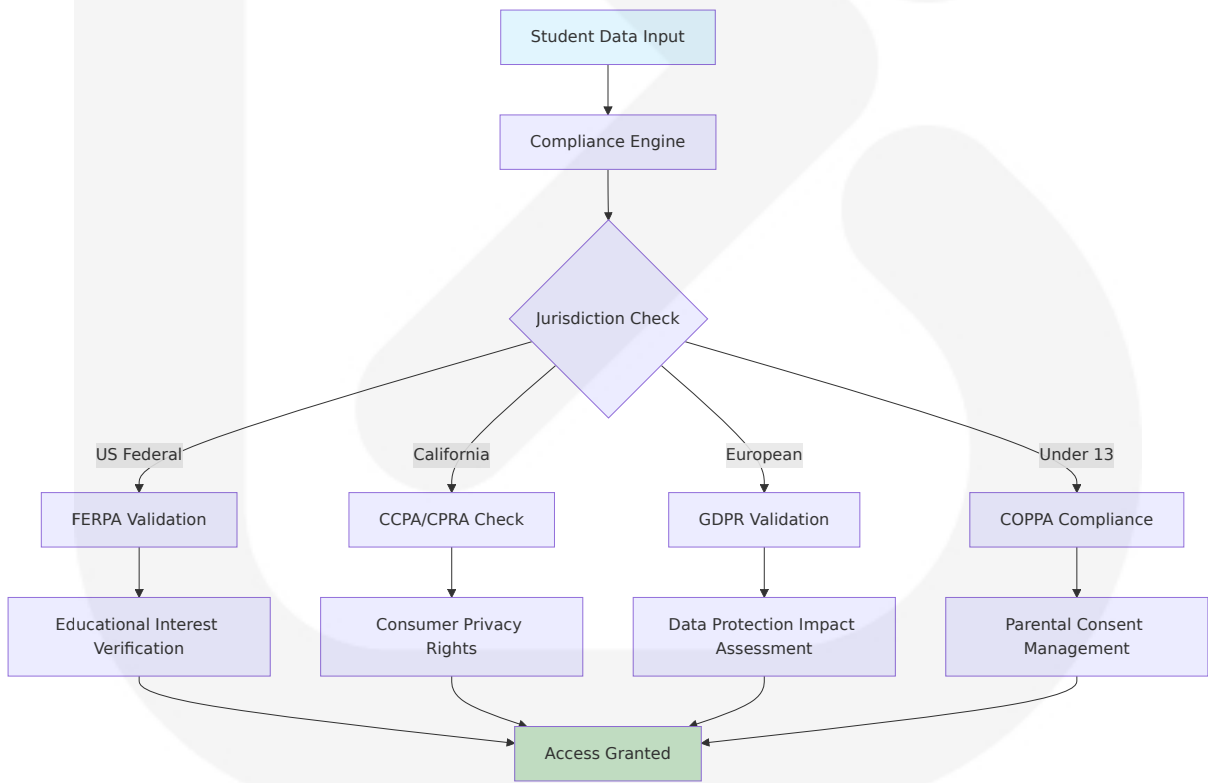 Student Data Input
Compliance Engine
Jurisdiction Check
US Federal
California
European
Under 13
FERPA Validation
CCPA/CPRA Check
GDPR Validation
COPPA Compliance
Educational Interest
Verification
Consumer Privacy
Rights
Data Protection Impact
Assessment
Parental Consent
Management
Access Granted